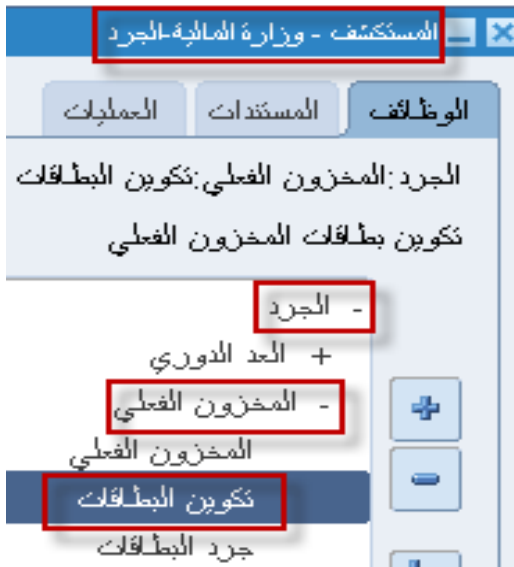 المستكشف - وزارة المالية-الجرد
الوظائف المستندات العمليات
الجرد:المخزون الفعلي:تكوين البطاقات
تكوين بطاقات المخزون الفعلي
- الجرد
+ العد الدوري
- المخزون الفعلي
المخزون الفعلي
تكوين البطاقات
جرد البطاقات